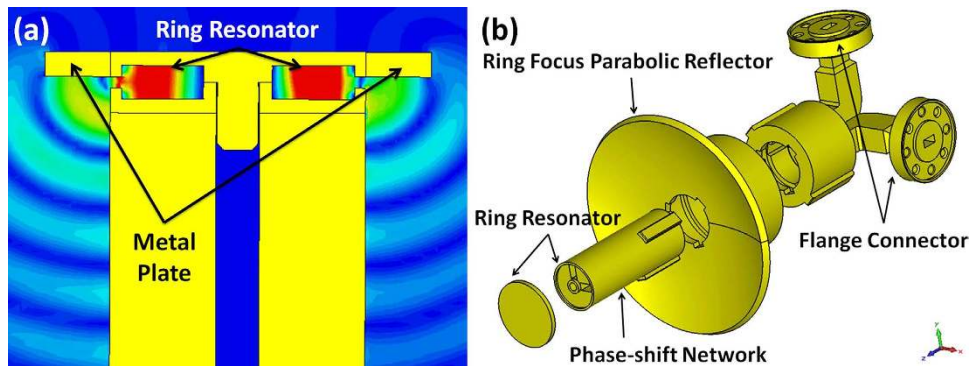 (a)
Ring Resonator
Metal
Plate
(b)
Ring Focus Parabolic Reflector
Ring Resonator
Flange Connector
Phase-shift Network
Y
Z
X